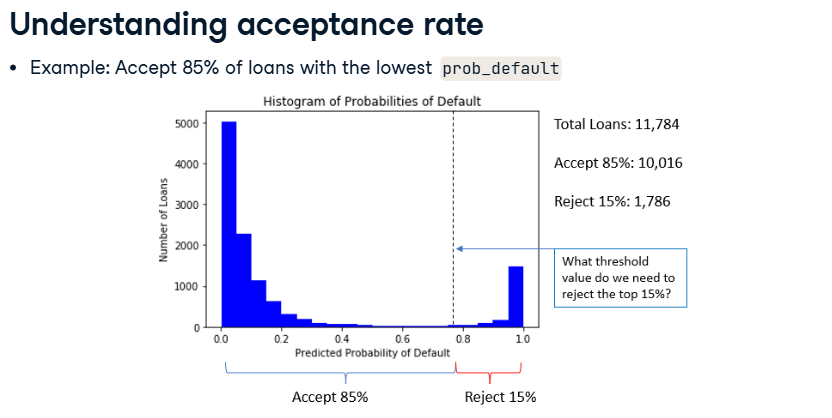 Understanding acceptance rate
• Example: Accept 85% of loans with the lowest prob_default
Histogram of Probabilities of Default
Number of Loans
5000
4000
3000
2000
1000
0
0.0 0.2 0.4 0.6 0.8 1.0
Predicted Probability of Default
Accept 85%
Reject 15%
Total Loans: 11,784
Accept 85%: 10,016
Reject 15%: 1,786
What threshold
value do we need to
reject the top 15%?